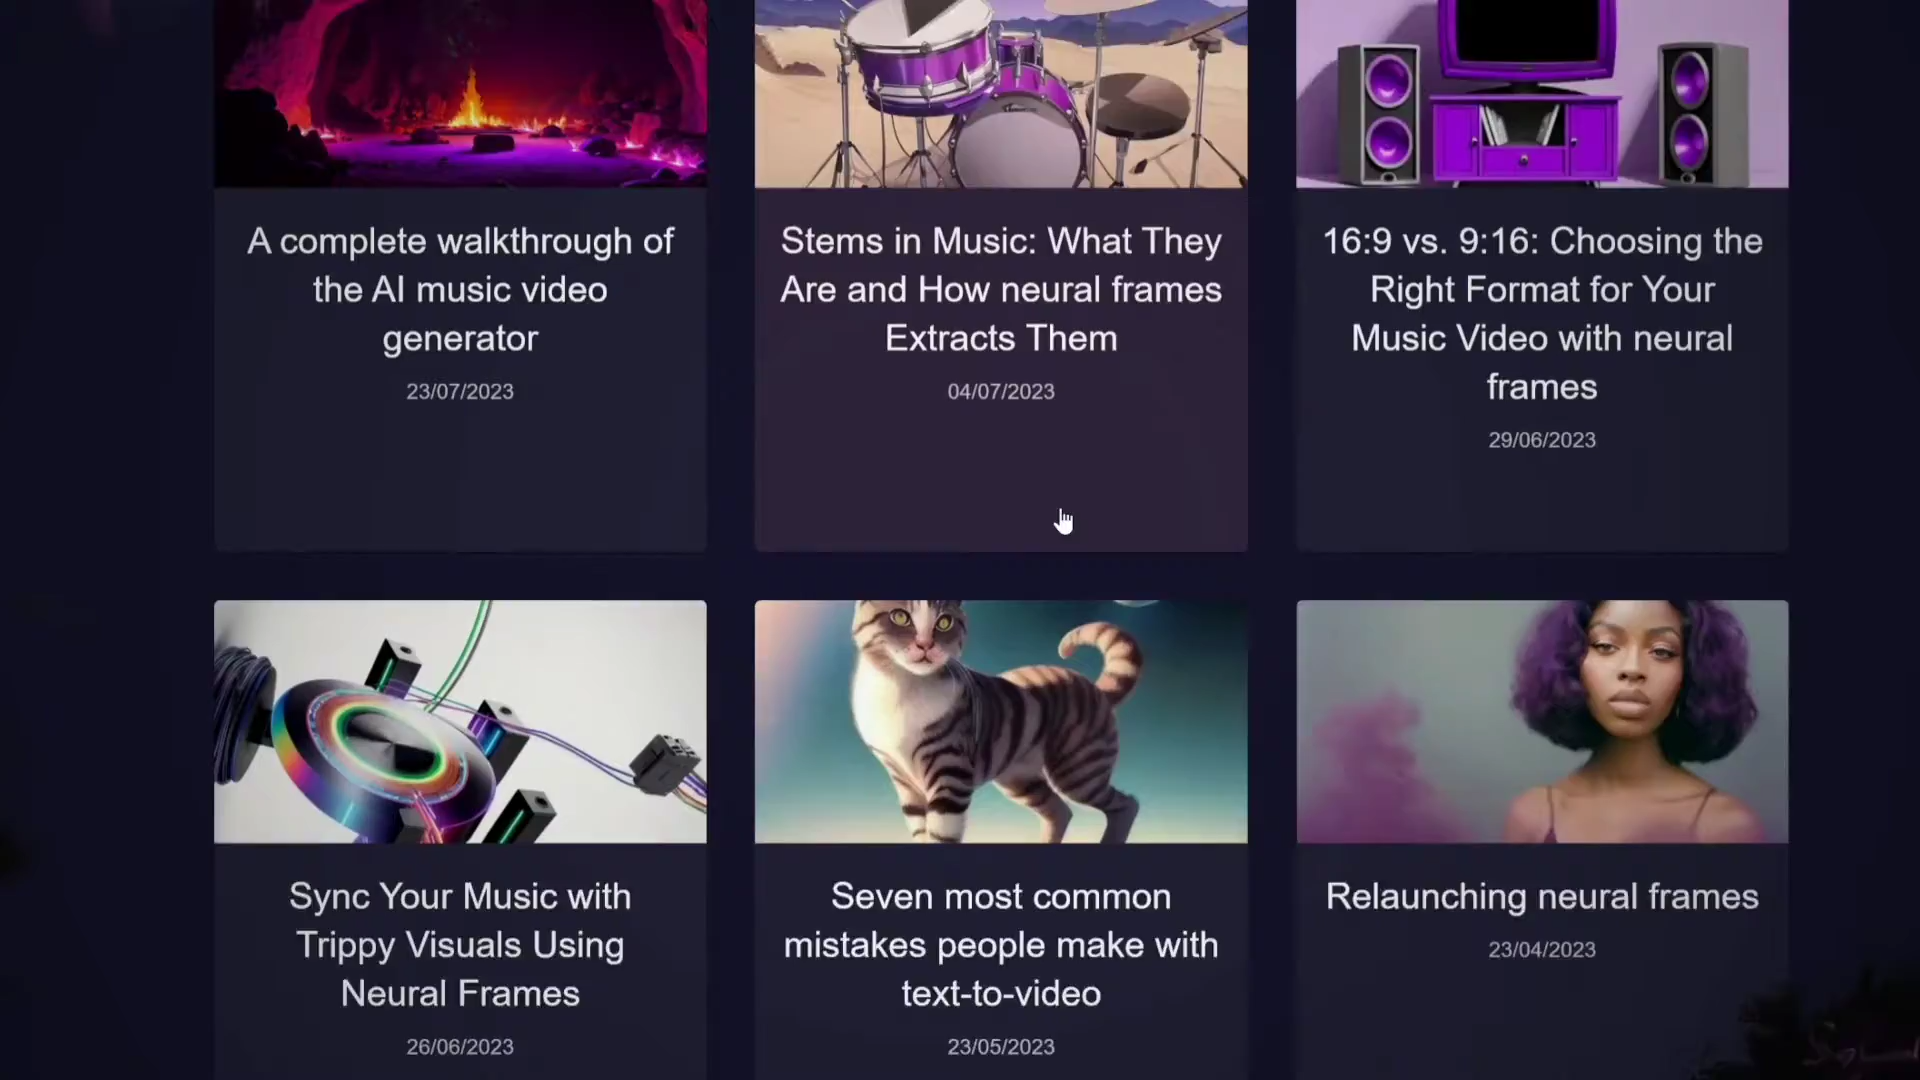 A complete walkthrough of
the AI music video
generator
23/07/2023
Stems in Music: What They
Are and How neural frames
Extracts Them
04/07/2023
16:9 vs. 9:16: Choosing the
Right Format for Your
Music Video with neural
frames
29/06/2023
Sync Your Music with
Trippy Visuals Using
Neural Frames
26/06/2023
Seven most common
mistakes people make with
text-to-video
23/05/2023
Relaunching neural frames
23/04/2023